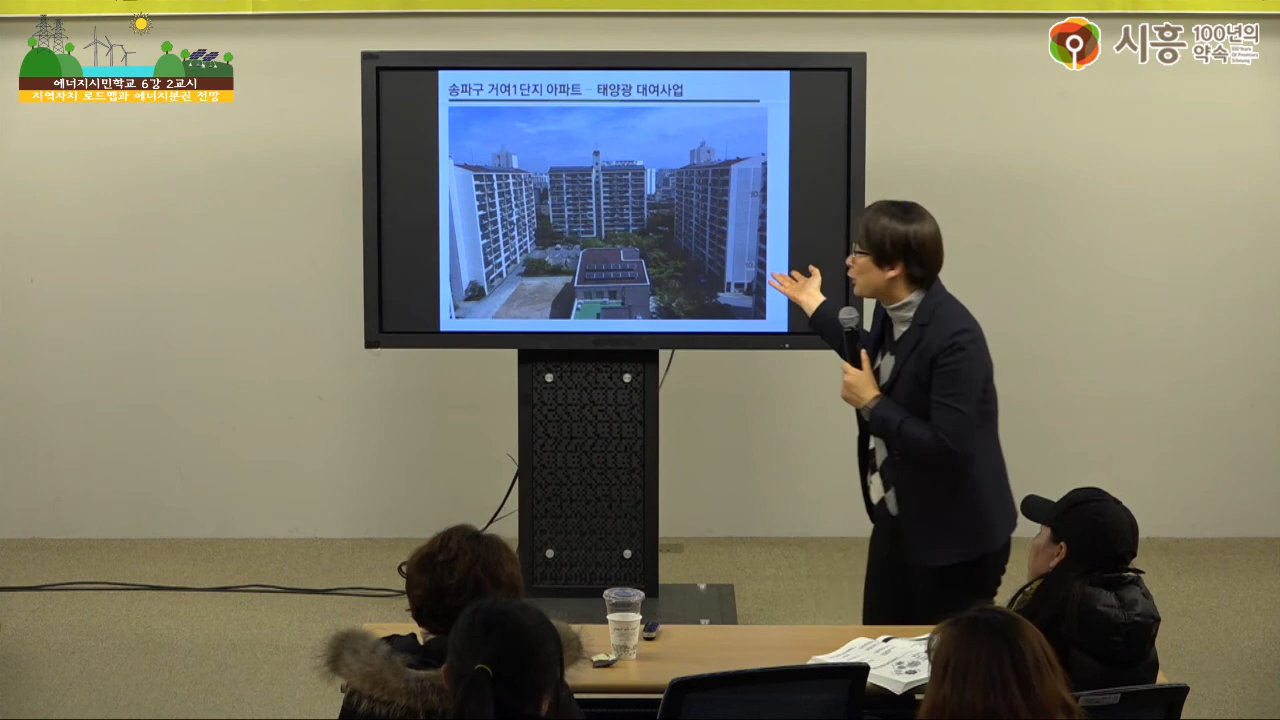 에너지시민학교 6강 2교시
지역자치 로드맵과 에너지분권 전망
시흥 100년의
약속
송파구 거여1단지 아파트 - 태양광 대여사업